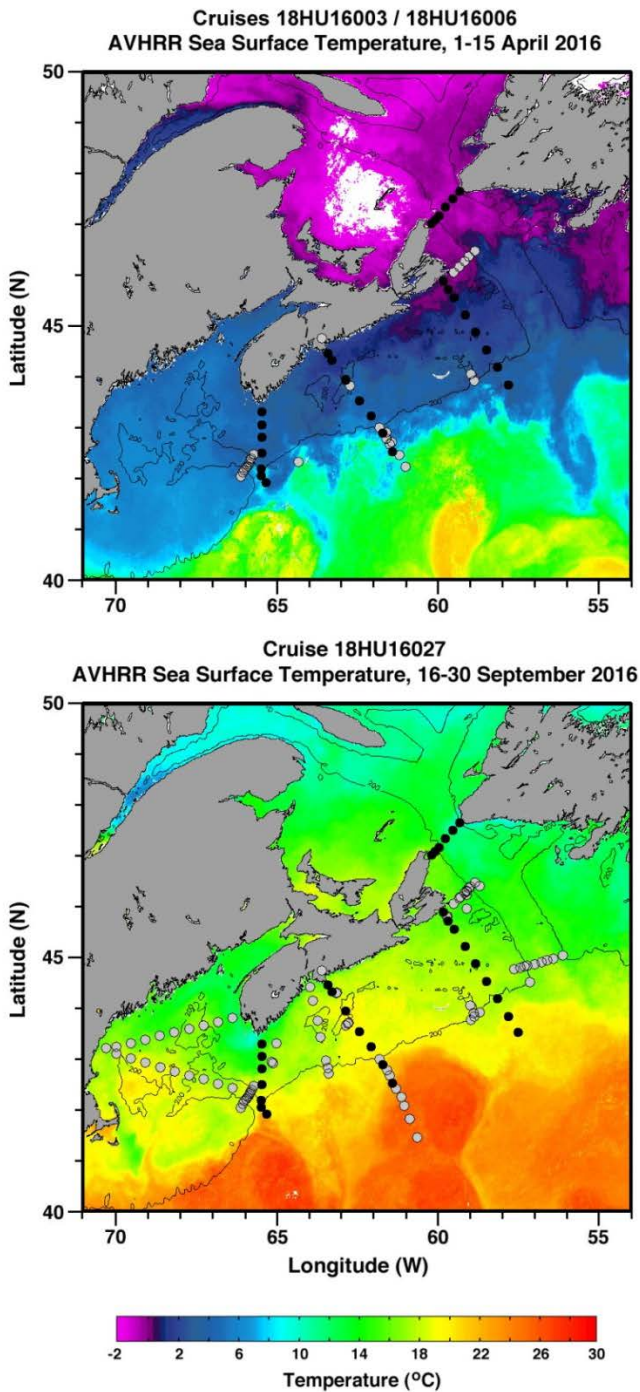 Cruises 18HU16003 / 18HU16006
AVHRR Sea Surface Temperature, 1-15 April 2016
50
45
40
Latitude (N)
70 65 60 55
Cruise 18HU16027
AVHRR Sea Surface Temperature, 16-30 September 2016
50
45
40
Latitude (N)
70 65 60 55
Longitude (W)
-2 2 6 10 14 18 22 26 30
Temperature (°C)